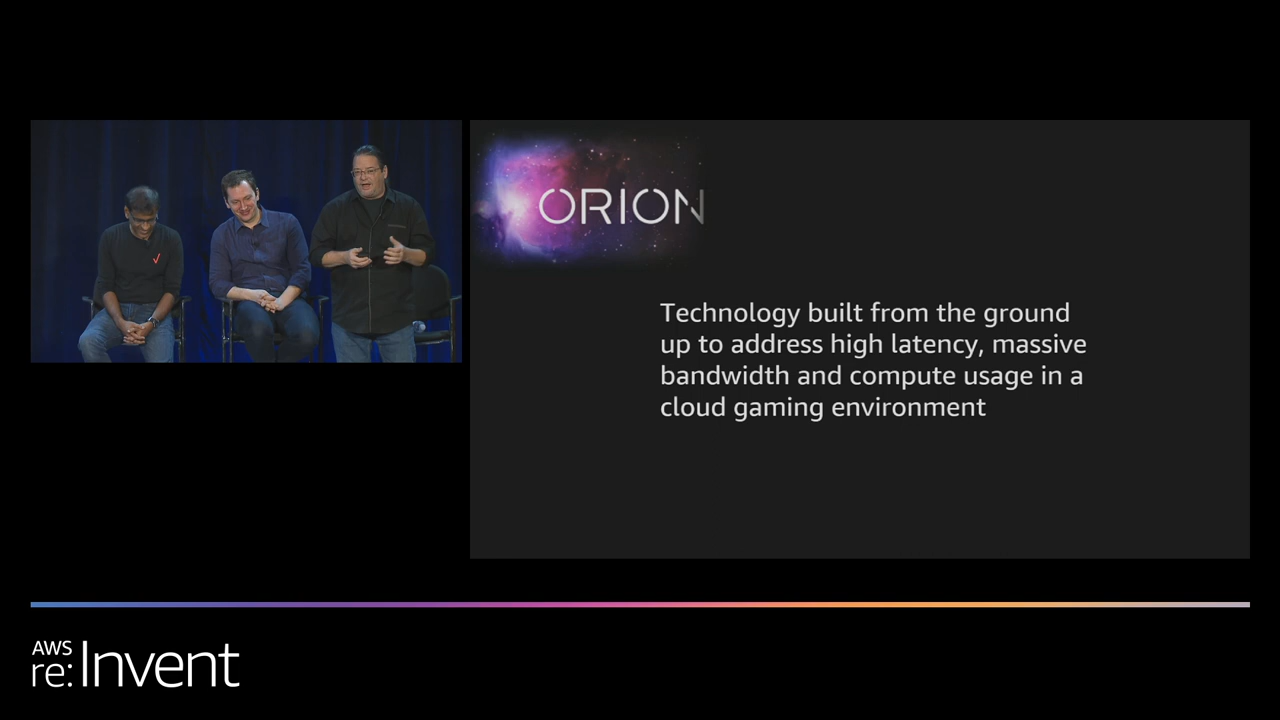 ORION
Technology built from the ground
up to address high latency, massive
bandwidth and compute usage in a
cloud gaming environment
AWS
re:Invent